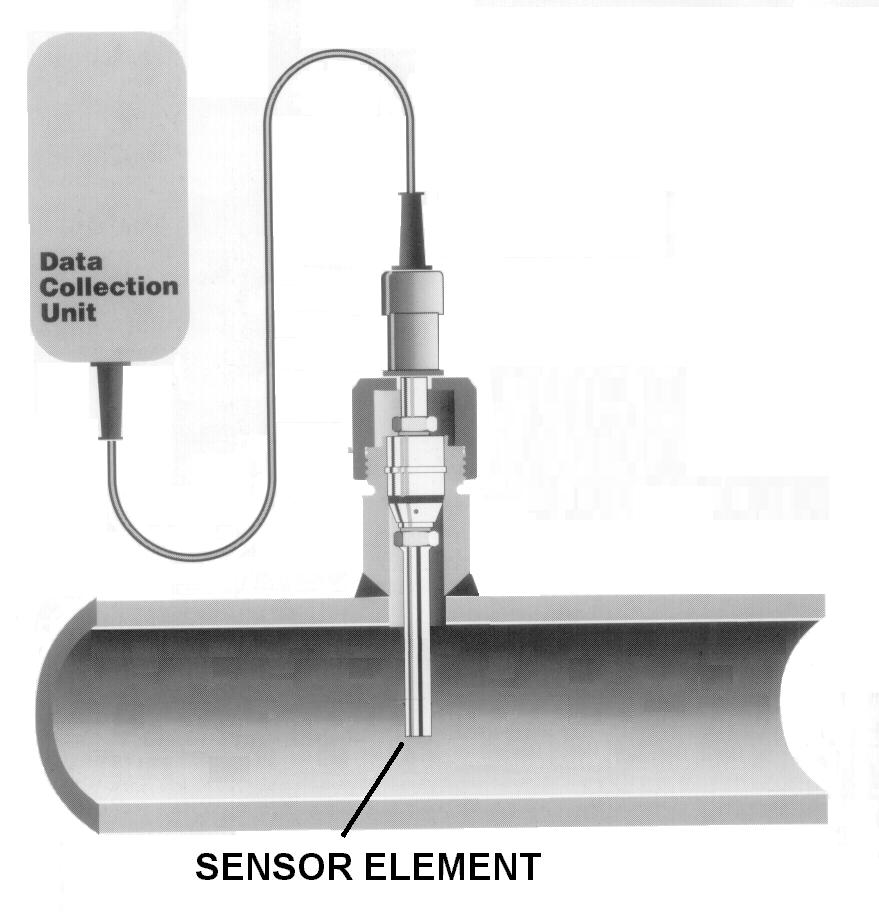 Data
Collection
Unit
SENSOR ELEMENT